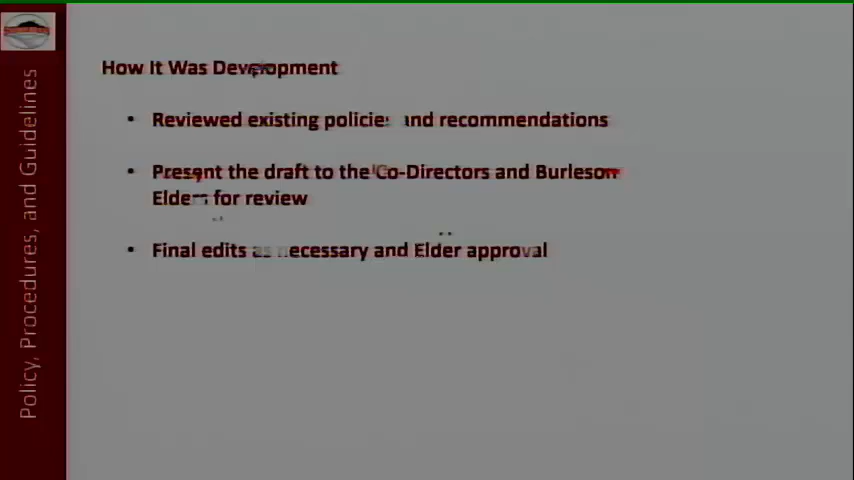 How It Was Development
• Reviewed existing policies and recommendations
• Present the draft to the Co-Directors and Burleson
Elders for review
• Final edits as necessary and Elder approval
Policy, Procedures, and Guidelines